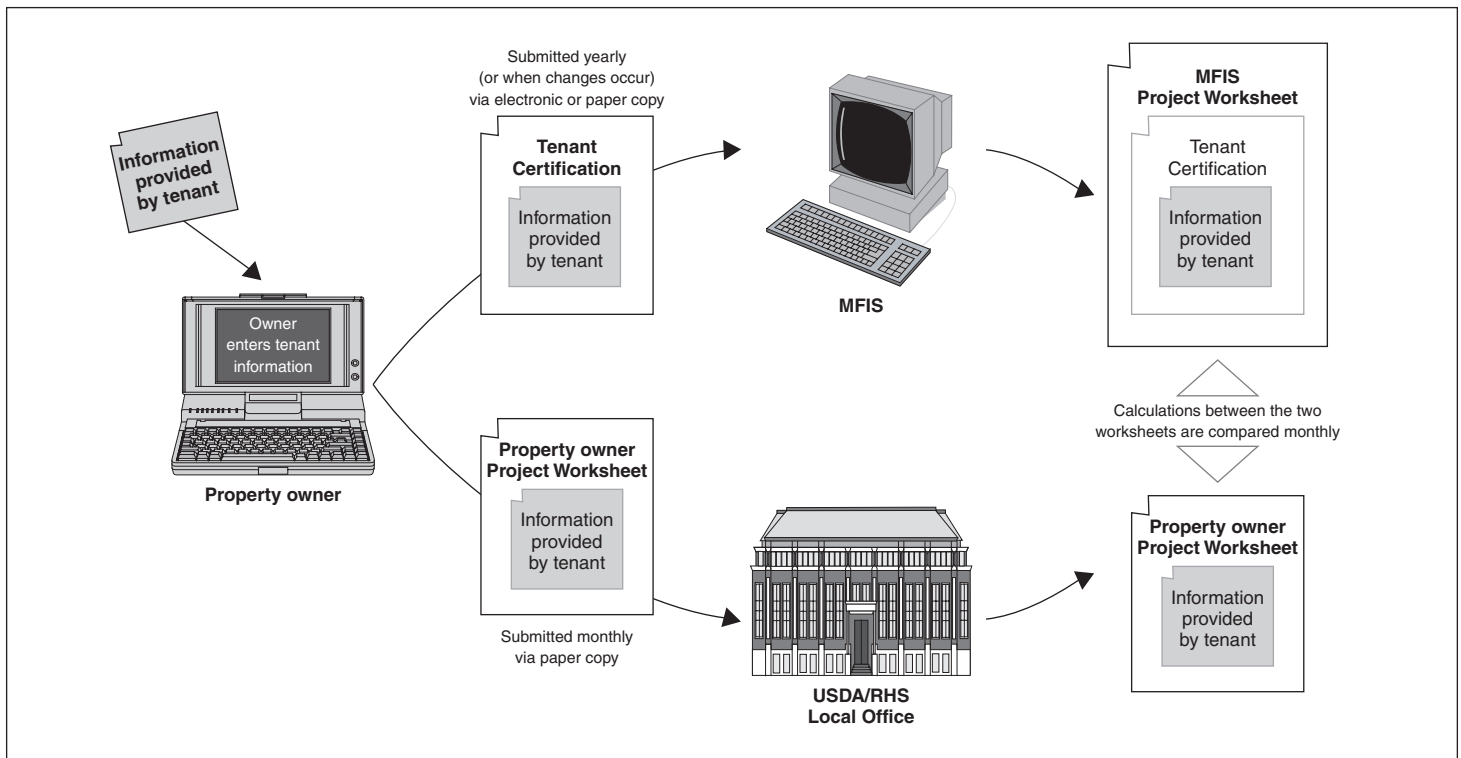 Information
provided
by tenant
Owner
enters tenant
information
Property owner
Submitted yearly
(or when changes occur)
via electronic or paper copy
Tenant
Certification
Information
provided
by tenant
MFIS
MFIS
Project Worksheet
Tenant
Certification
Information
provided
by tenant
Calculations between the two
worksheets are compared monthly
Property owner
Project Worksheet
Information
provided
by tenant
Submitted monthly
via paper copy
USDA/RHS
Local Office
Property owner
Project Worksheet
Information
provided
by tenant